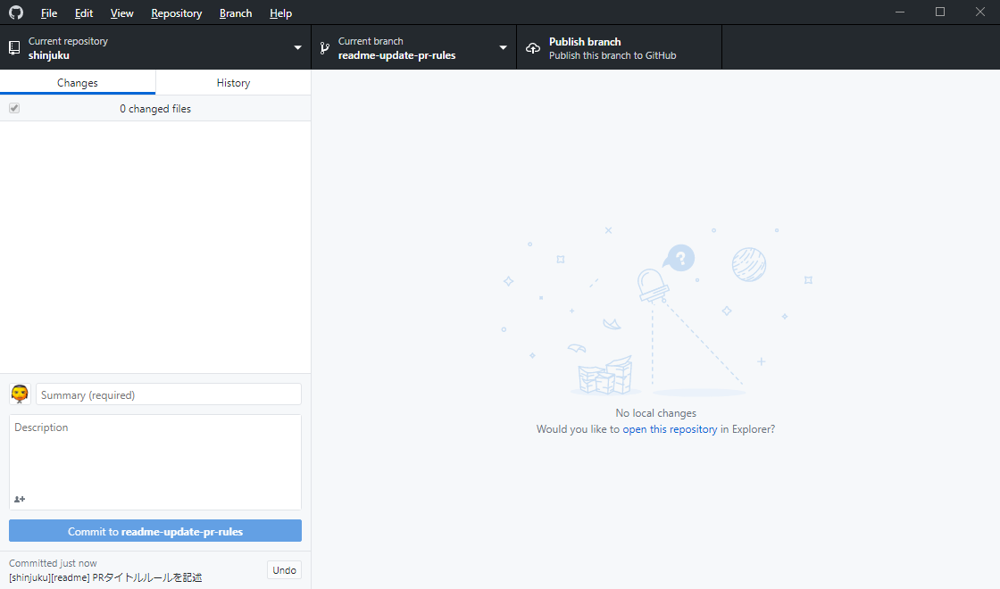 File Edit View Repository Branch Help
Current repository
shinjuku
Current branch
readme-update-pr-rules
Publish branch
Publish this branch to GitHub
Changes
History
0 changed files
?
No local changes
Would you like to open this repository in Explorer?
Summary (required)
Description
Commit to readme-update-pr-rules
Committed just now
[shinjuku][readme] PRタイトルルールを記述
Undo